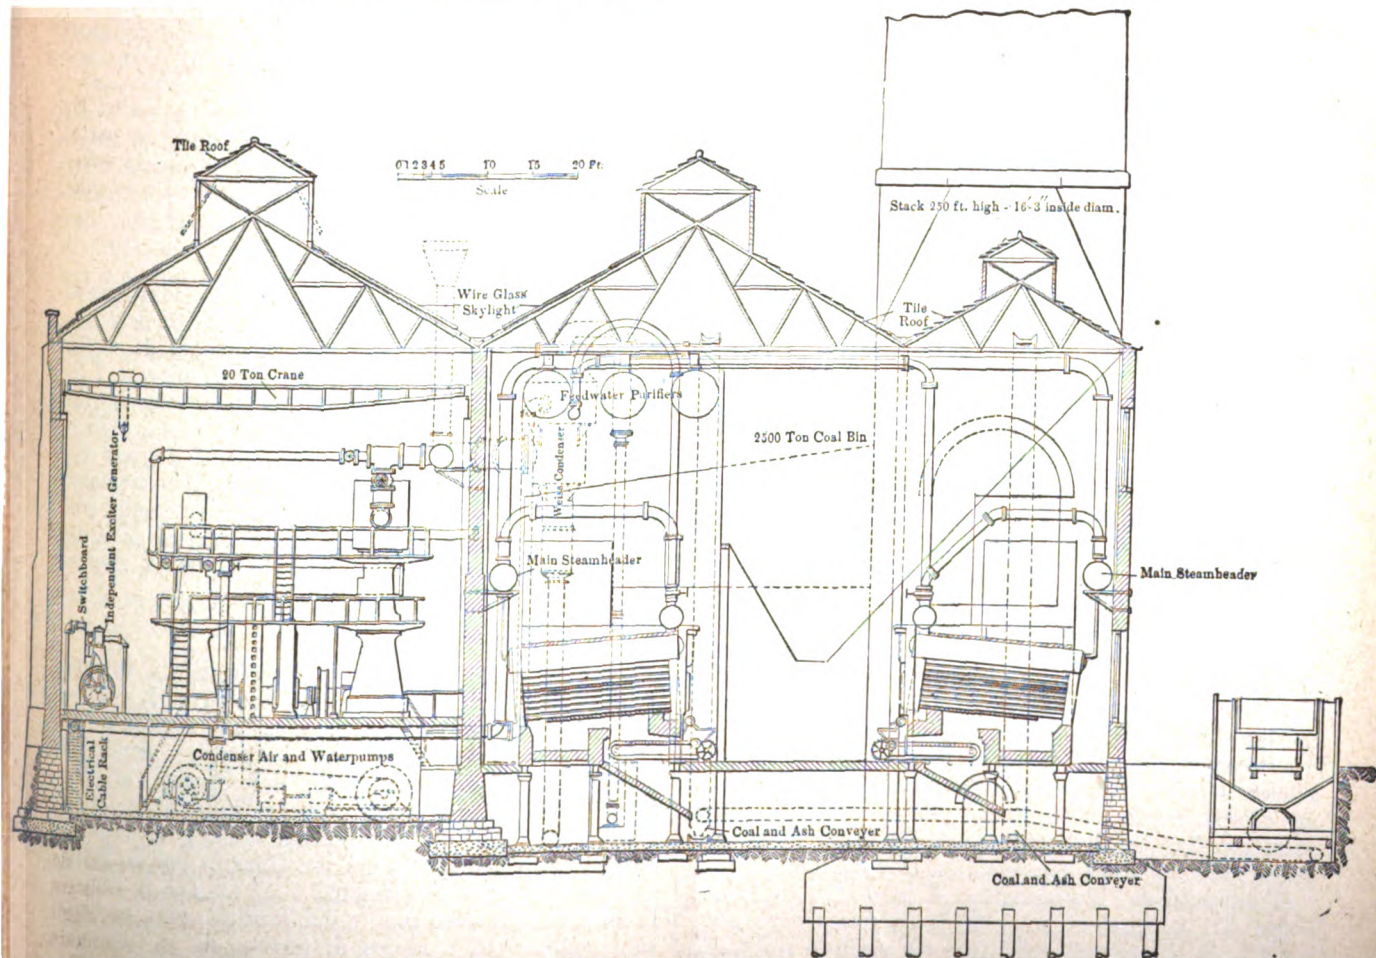 Tile Roof
0 1 2 3 4 5 10 15 20 Ft.
Scale
Stack 250 ft. high - 16'-3" inside diam.
Wire Glass
Skylight
Tile
Roof
20 Ton Crane
Feedwater Purifiers
2500 Ton Coal Bin
Weiss Condenser
Independent Exciter Generator
Switchboard
Main Steamheader
Main Steamheader
Electrical
Cable Rack
Condenser Air and Waterpumps
Coal and Ash Conveyer
Coal and Ash Conveyer